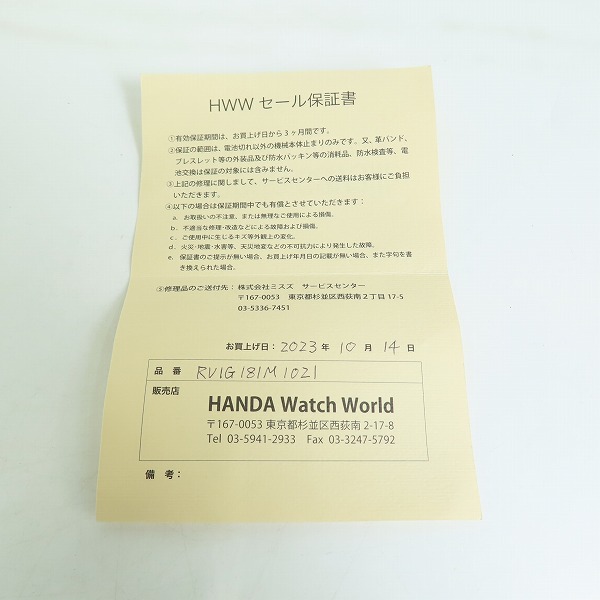 HWW セール保証書
①有効保証期間は、お買上げ日から3ヶ月間です。
②保証の範囲は、電池切れ以外の機械本体止まりのみです。又、革バンド、
ブレスレット等の外装品及び防水パッキン等の消耗品、防水検査等、電
池交換は保証の対象には含みません。
③上記の修理に関しまして、サービスセンターへの送料はお客様にご負担
いただきます。
④以下の場合は保証期間中でも有償とさせていただきます：
a. お取扱いの不注意、または無理なご使用による損傷。
b. 不適当な修理・改造などによる故障および損傷。
c. ご使用中に生じるキズ等外観上の変化。
d. 火災・地震・水害等、天災地変などの不可抗力により発生した故障。
e. 保証書のご提示が無い場合、お買上げ年月日の記載が無い場合、また字句を書
き換えられた場合。
⑤修理品のご送付先：株式会社ミスズ サービスセンター
〒167-0053 東京都杉並区西荻南2丁目17-5
03-5336-7451
お買上げ日：2023年 10月 14日
品番 RV1G181M1021
販売店
HANDA Watch World
〒167-0053 東京都杉並区西荻南 2-17-8
Tel 03-5941-2933 Fax 03-3247-5792
備考：